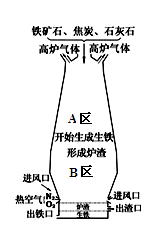 铁矿石、焦炭、石灰石
高炉气体 高炉气体
A区
开始生成生铁
形成炉渣
B区
进风口 进风口
热空气 N₂ O₂
炉渣 出渣口
出铁口 生铁